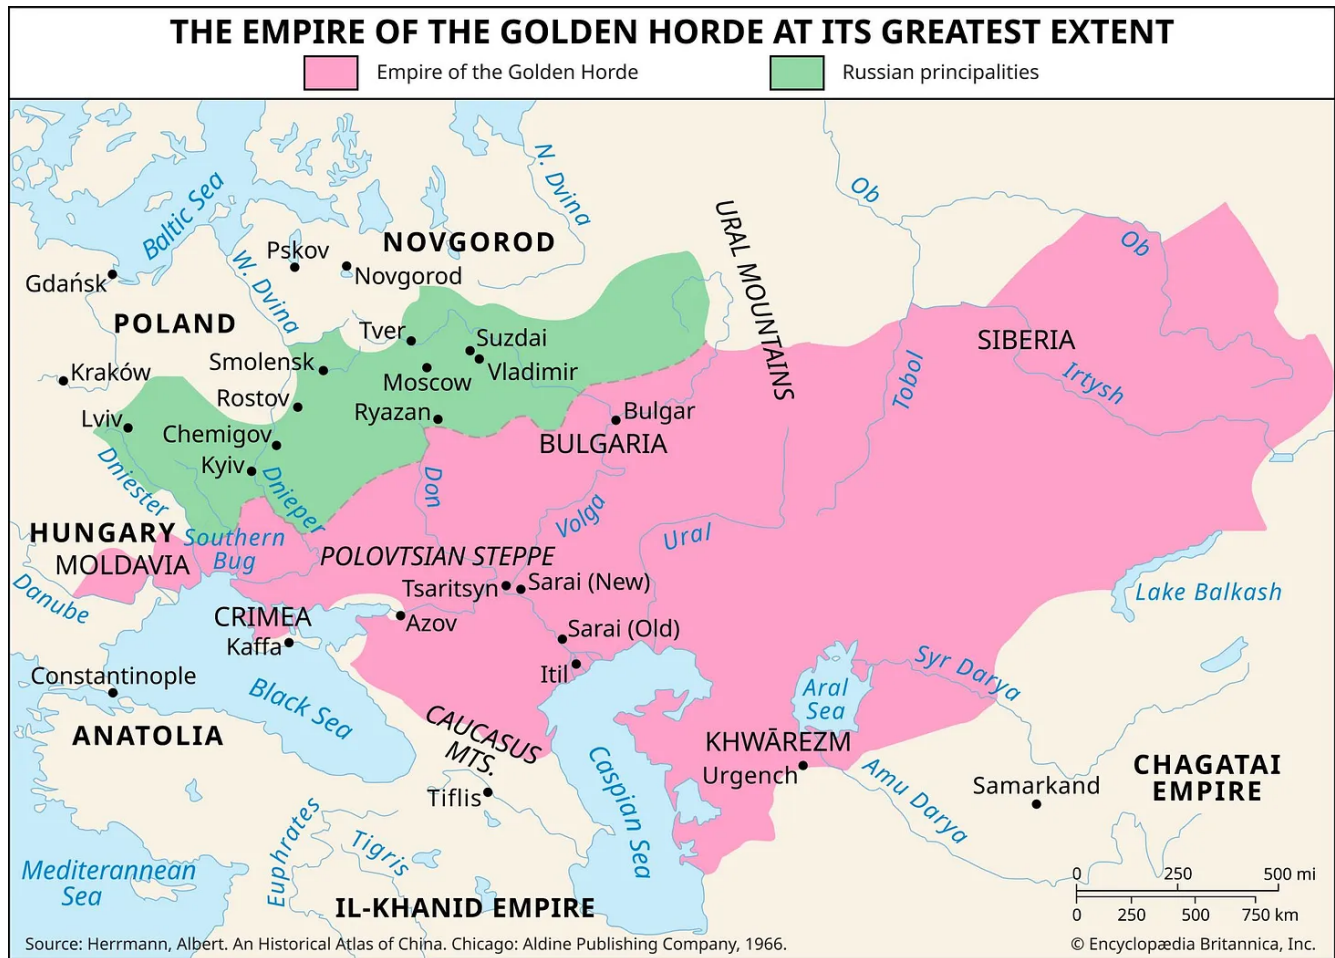 THE EMPIRE OF THE GOLDEN HORDE AT ITS GREATEST EXTENT
Empire of the Golden Horde
Russian principalities
N. Dvina
Ob
Baltic Sea
URAL MOUNTAINS
Pskov
NOVGOROD
Ob
W. Dvina
Novgorod
Gdańsk
POLAND
Tver
Suzdai
SIBERIA
Smolensk
Vladimir
Kraków
Moscow
Tobol
Irtysh
Rostov
Ryazan
Bulgar
Lviv
Chemigov
BULGARIA
Kyiv
Dniester
Dnieper
Don
Volga
HUNGARY
Southern
Bug
Ural
MOLDAVIA
POLOVTSIAN STEPPE
Danube
Tsaritsyn
Sarai (New)
Lake Balkash
CRIMEA
Azov
Kaffa
Sarai (Old)
Itil
Syr Darya
Constantinople
Black Sea
Aral
Sea
ANATOLIA
CAUCASUS
MTS.
KHWĀREZM
Urgench
Caspian Sea
Amu Darya
CHAGATAI
EMPIRE
Samarkand
Tiflis
Euphrates
Tigris
Mediterannean
Sea
0 250 500 mi
0 250 500 750 km
IL-KHANID EMPIRE
Source: Herrmann, Albert. An Historical Atlas of China. Chicago: Aldine Publishing Company, 1966.
© Encyclopædia Britannica, Inc.